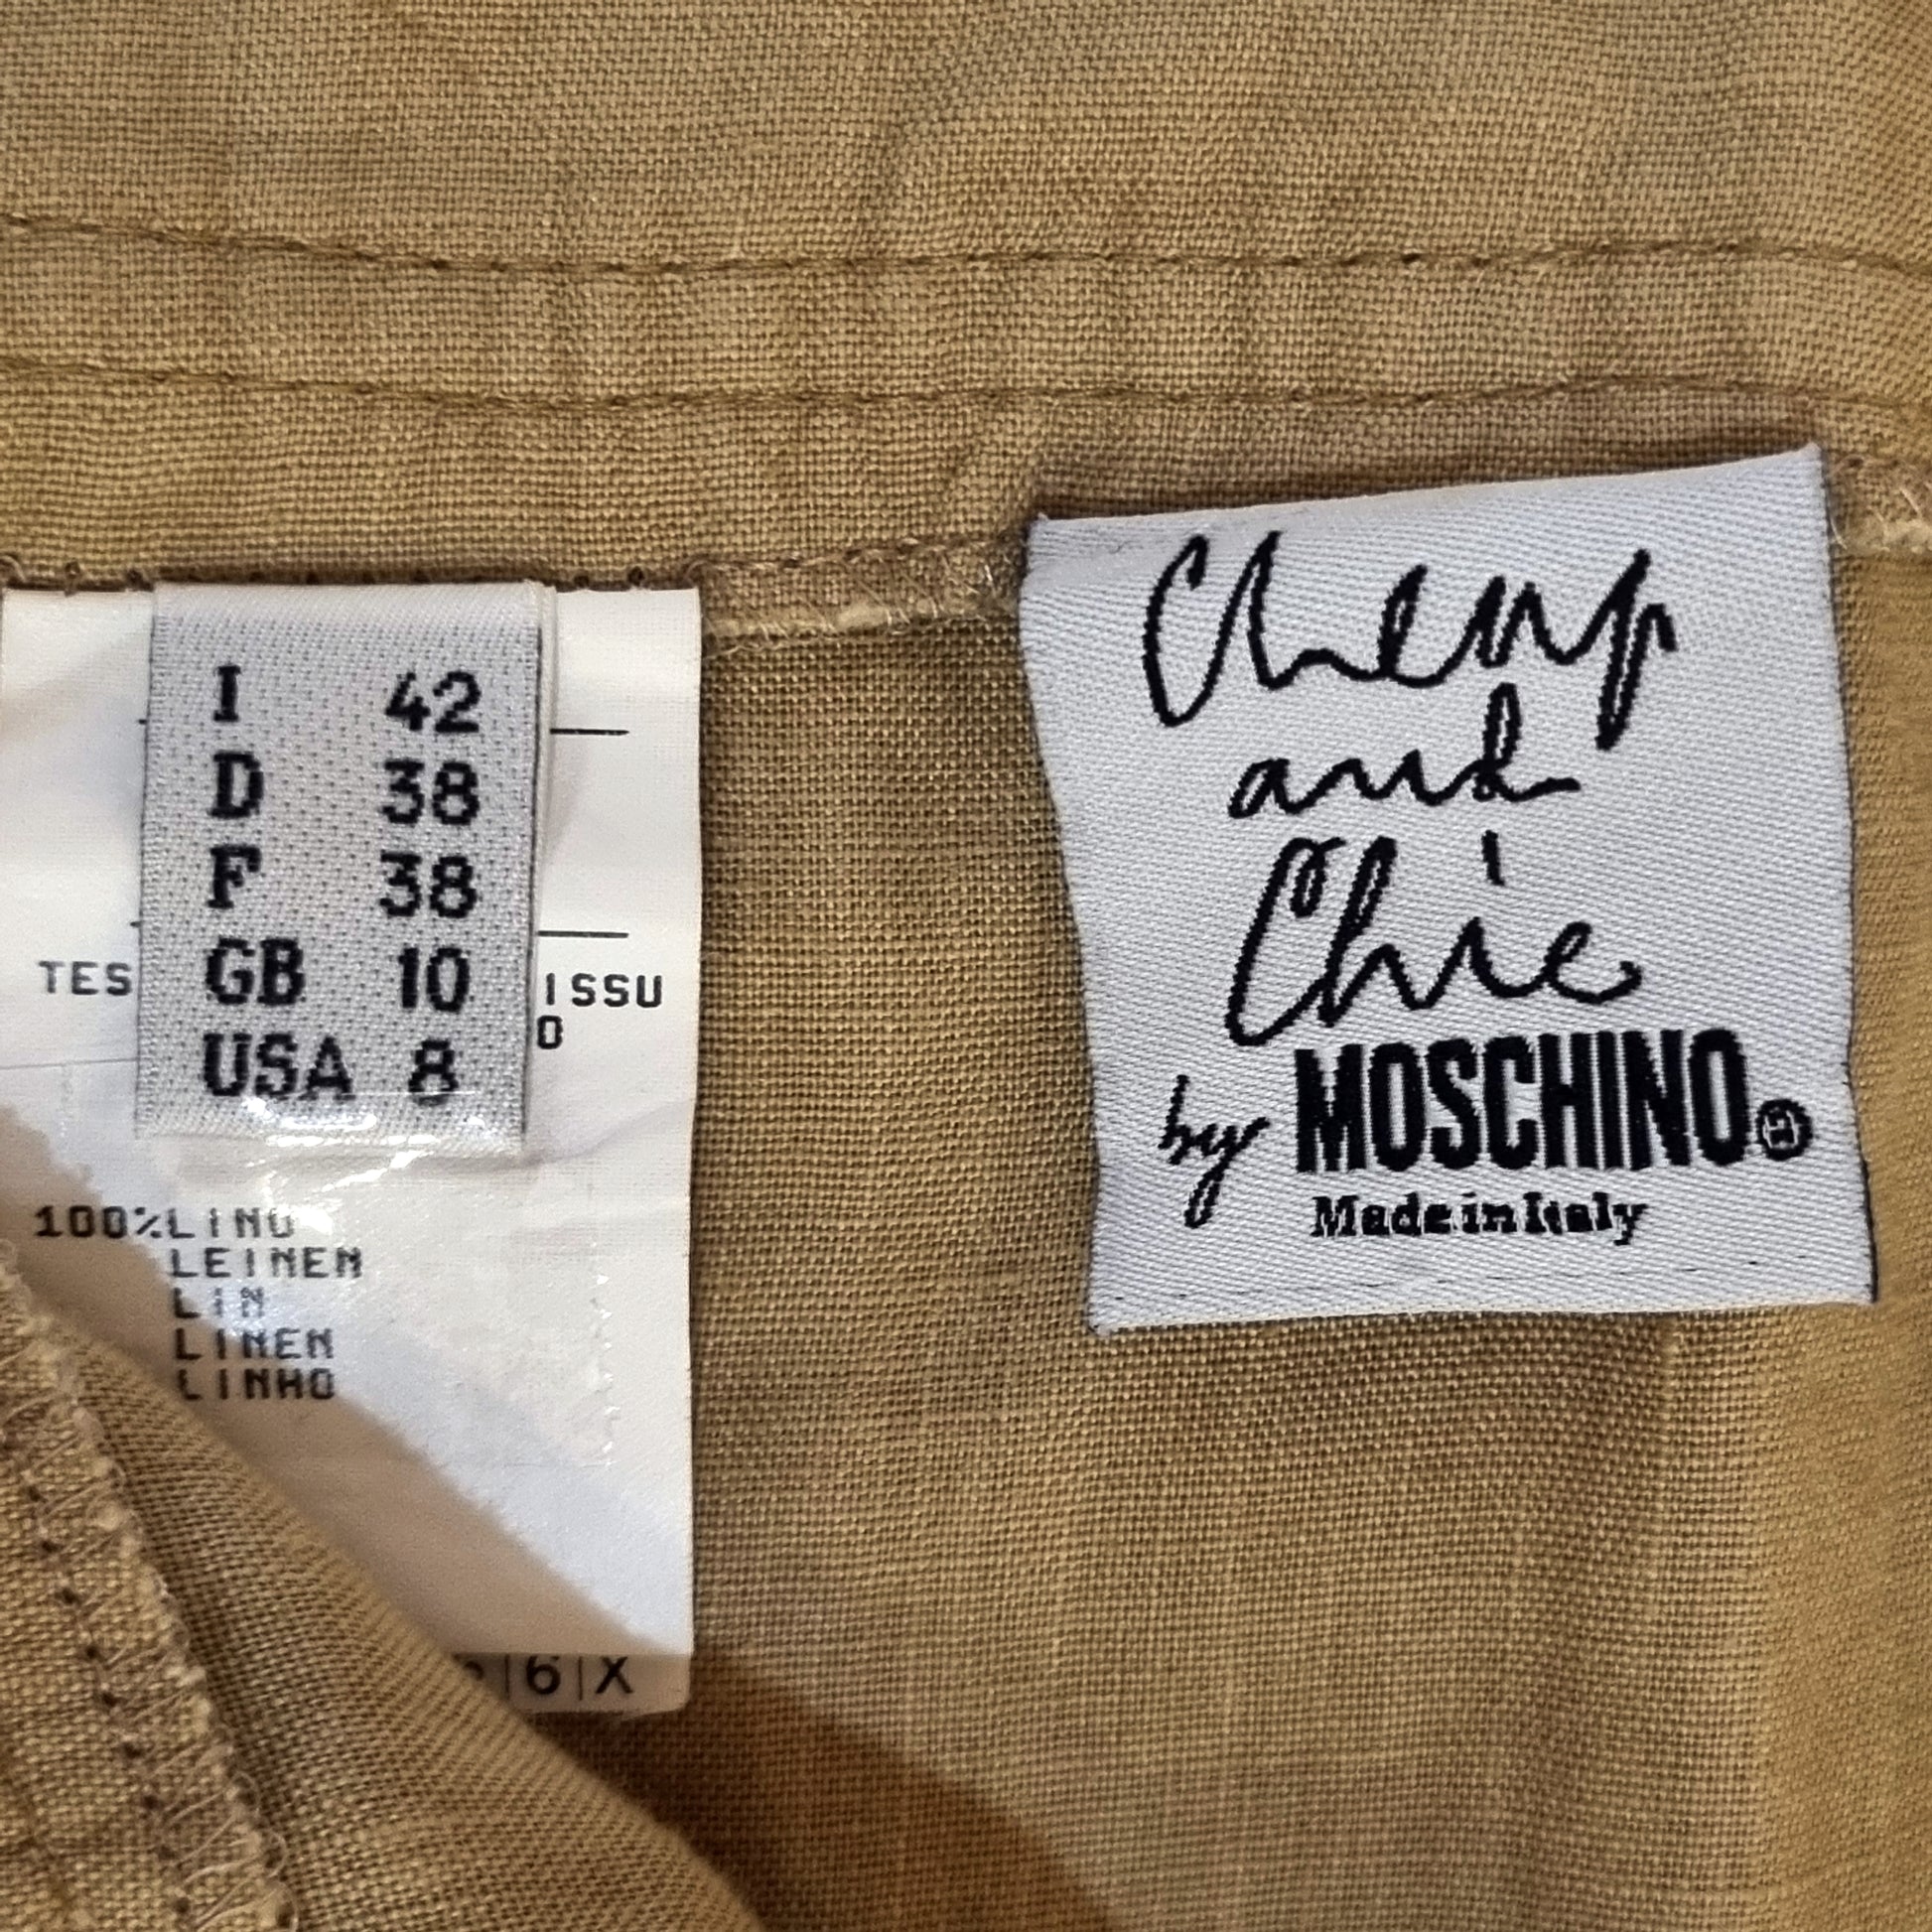 I 42
D 38
F 38
GB 10
USA 8
TES ISSU
O
100%LINO
LEINEN
LIN
LINEN
LINHO
6 X
Cheap
and
Chic
by MOSCHINO®
Made in Italy